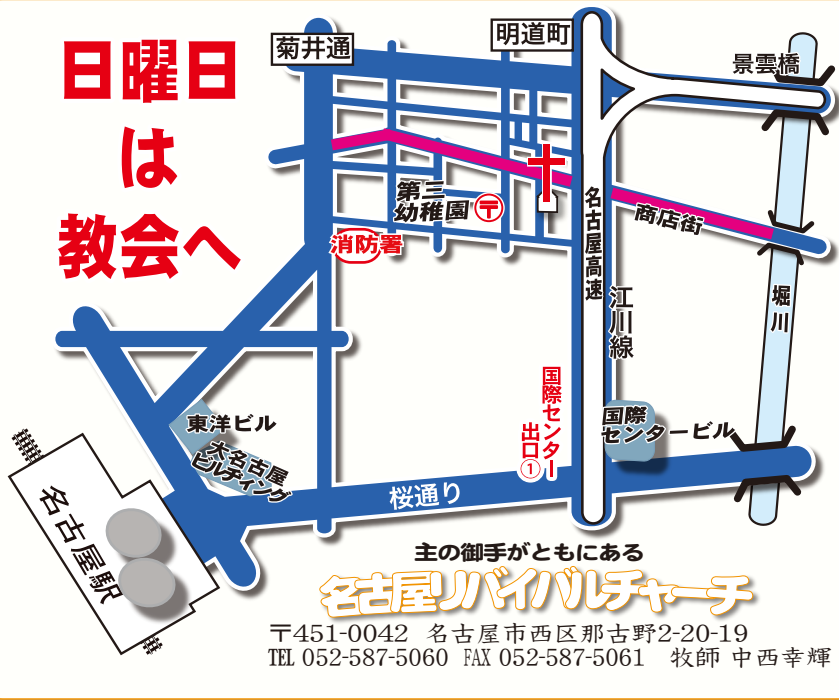 日曜日
は
教会へ
菊井通
明道町
景雲橋
第三
幼稚園
〒
消防署
商店街
名古屋高速
江川線
堀川
国際センター
出口①
国際
センタービル
東洋ビル
大名古屋
ビルヂィング
桜通り
名古屋駅
主の御手がともにある
名古屋リバイバルチャーチ
〒451-0042 名古屋市西区那古野2-20-19
TEL 052-587-5060 FAX 052-587-5061 牧師 中西幸輝